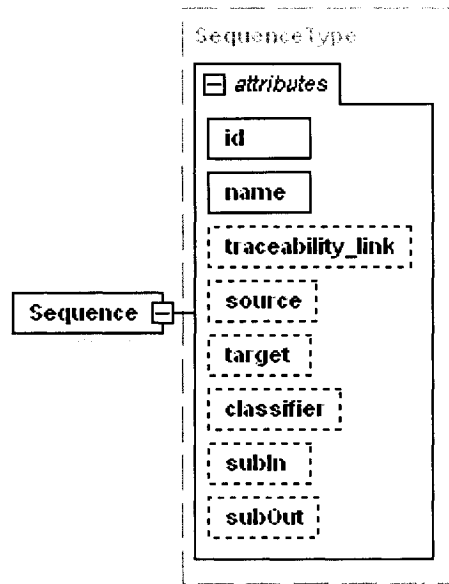 SequenceType
attributes
id
name
traceability_link
source
Sequence
target
classifier
subIn
subOut